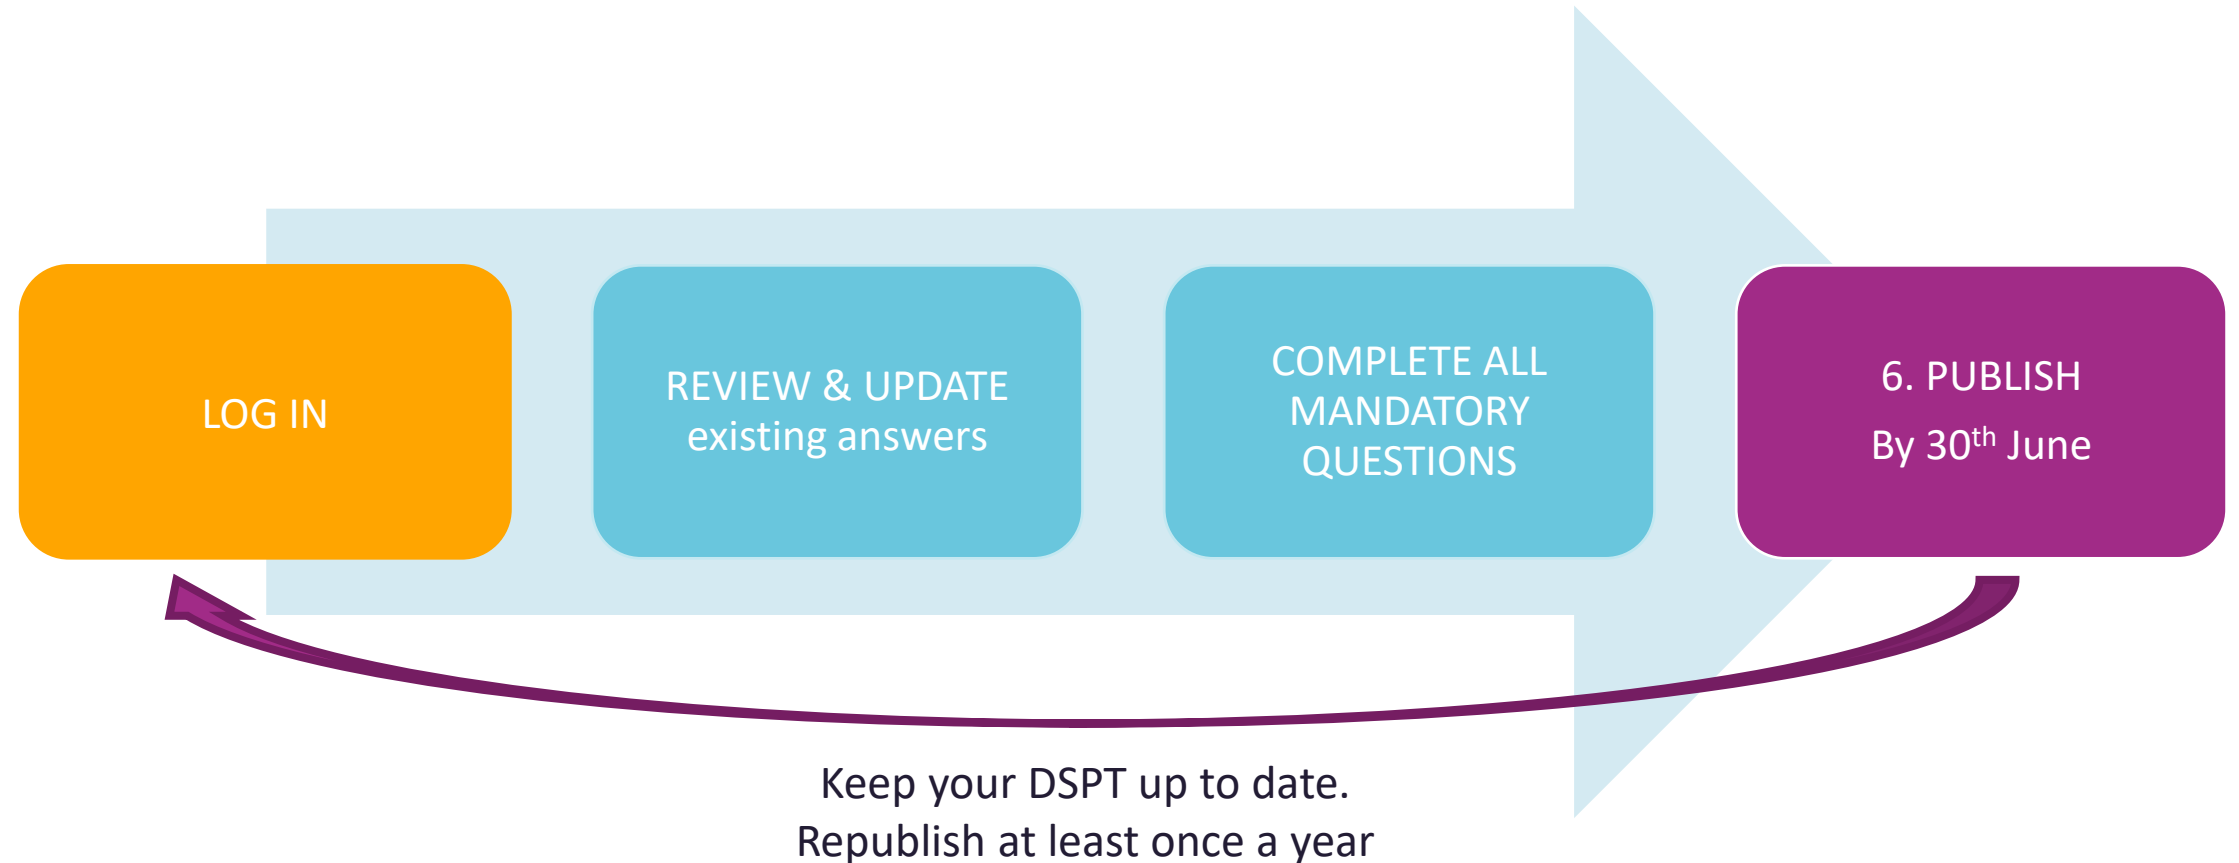 LOG IN
REVIEW & UPDATE
existing answers
COMPLETE ALL
MANDATORY
QUESTIONS
6. PUBLISH
By 30th June
Keep your DSPT up to date.
Republish at least once a year